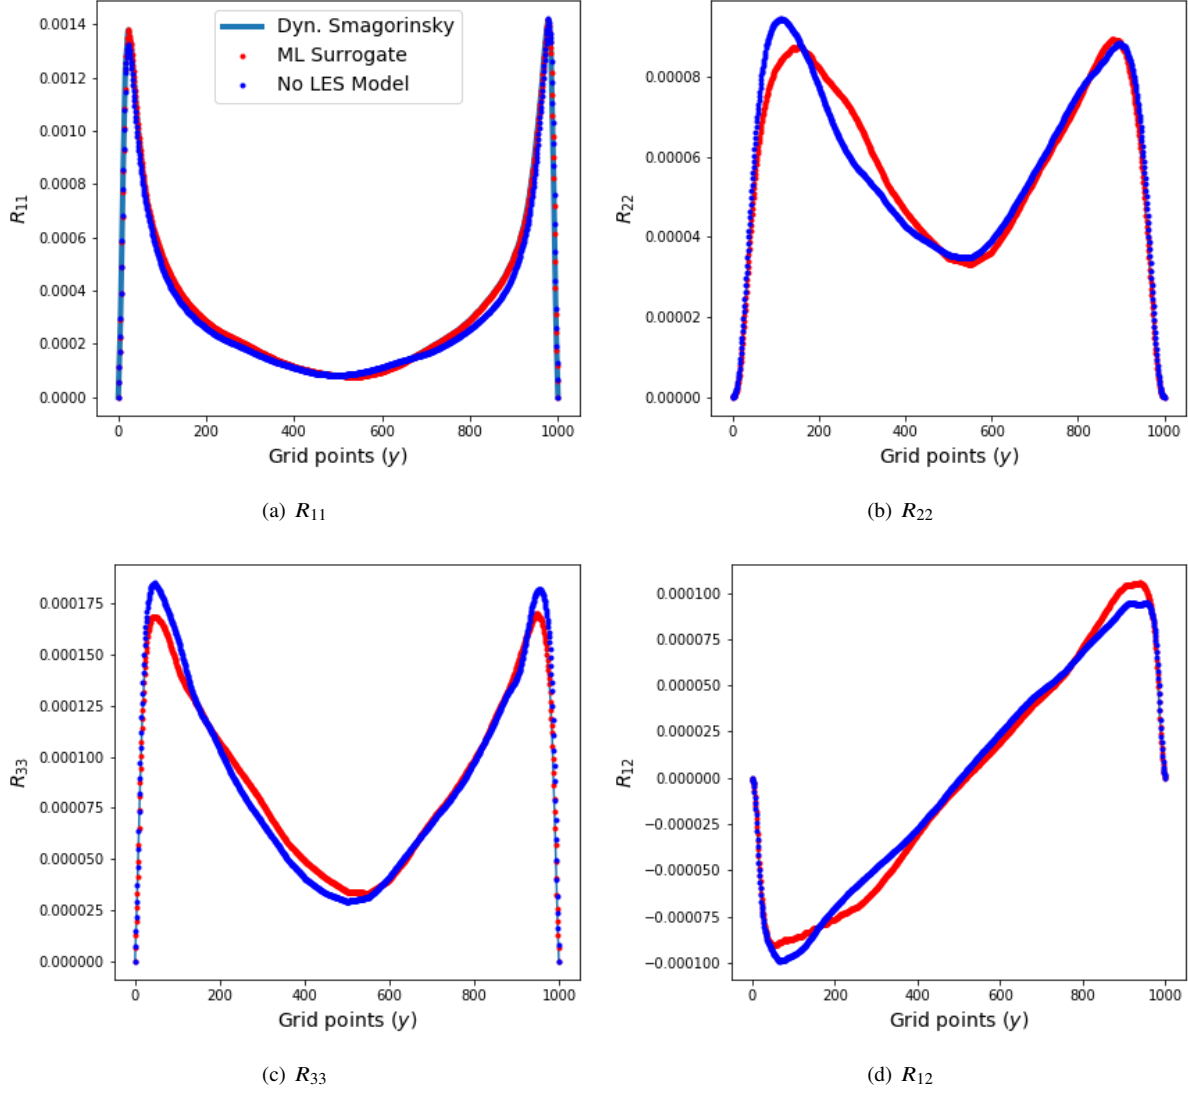 0.0014
0.0012
0.0010
0.0008
0.0006
0.0004
0.0002
0.0000
R11
Dyn. Smagorinsky
ML Surrogate
No LES Model
0 200 400 600 800 1000
Grid points (y)
(a) R11
0.00008
0.00006
0.00004
0.00002
0.00000
R22
0 200 400 600 800 1000
Grid points (y)
(b) R22
0.000175
0.000150
0.000125
0.000100
0.000075
0.000050
0.000025
0.000000
R33
0 200 400 600 800 1000
Grid points (y)
(c) R33
0.000100
0.000075
0.000050
0.000025
0.000000
−0.000025
−0.000050
−0.000075
−0.000100
R12
0 200 400 600 800 1000
Grid points (y)
(d) R12